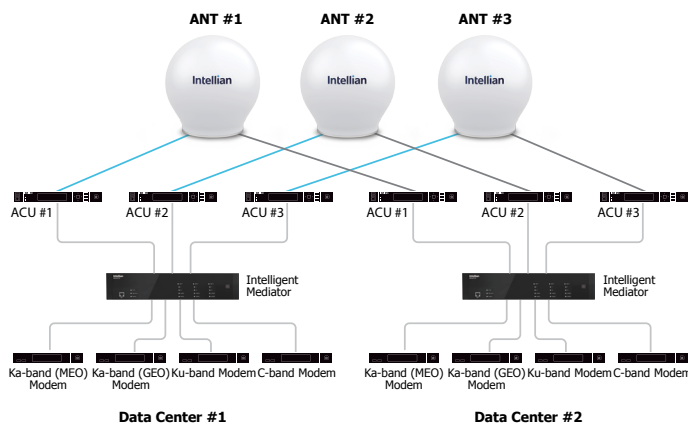 ANT #1 ANT #2 ANT #3
Intellian Intellian Intellian
ACU #1 ACU #2 ACU #3 ACU #1 ACU #2 ACU #3
Intelligent
Mediator
Intelligent
Mediator
Ka-band (MEO)
Modem
Ka-band (GEO)
Modem
Ku-band Modem
C-band Modem
Ka-band (MEO)
Modem
Ka-band (GEO)
Modem
Ku-band Modem
C-band Modem
Data Center #1 Data Center #2